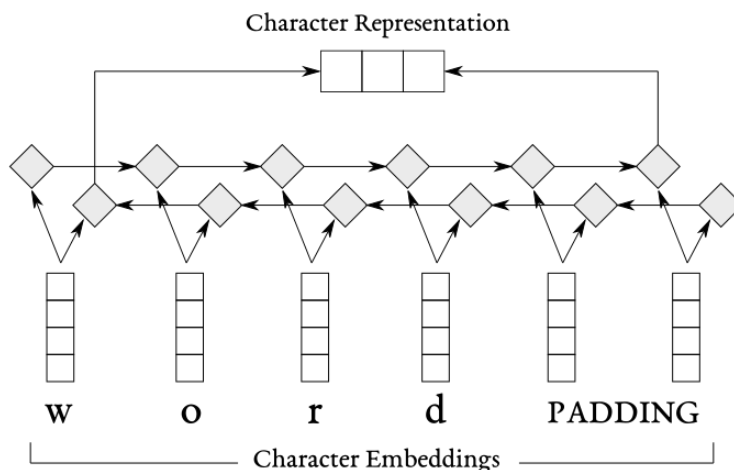 Character Representation
w o r d PADDING
Character Embeddings